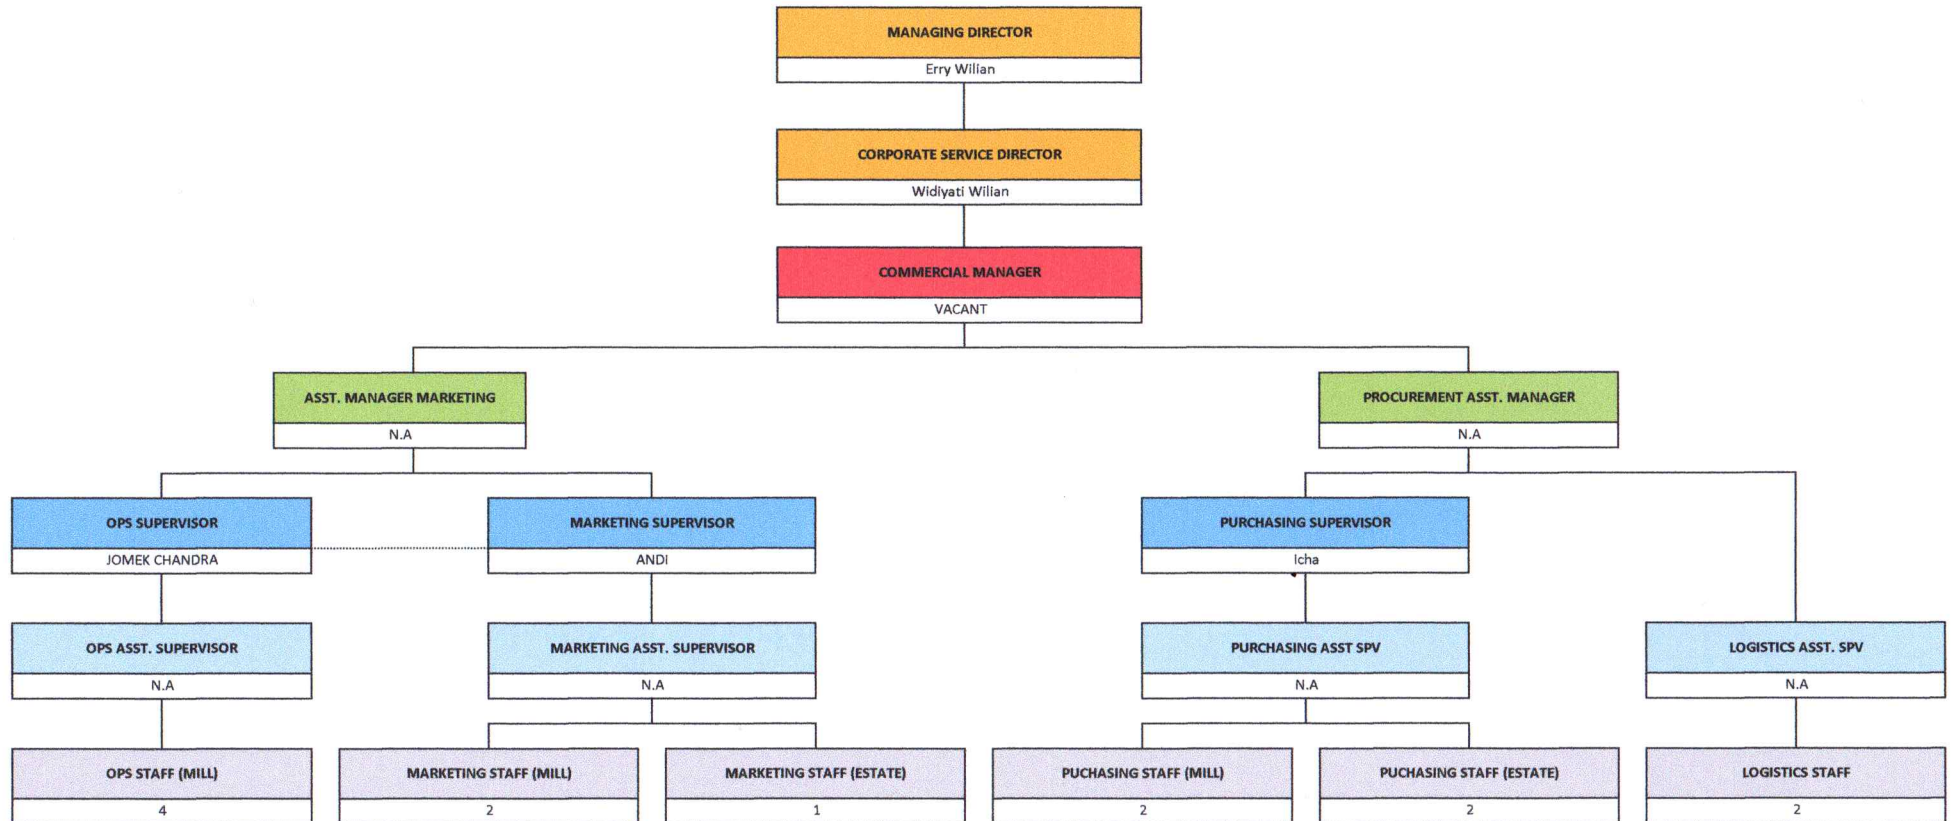 MANAGING DIRECTOR
Erry Wilian
CORPORATE SERVICE DIRECTOR
Widiyati Wilian
COMMERCIAL MANAGER
VACANT
ASST. MANAGER MARKETING
N.A
PROCUREMENT ASST. MANAGER
N.A
OPS SUPERVISOR
JOMEK CHANDRA
MARKETING SUPERVISOR
ANDI
PURCHASING SUPERVISOR
Icha
OPS ASST. SUPERVISOR
N.A
MARKETING ASST. SUPERVISOR
N.A
PURCHASING ASST SPV
N.A
LOGISTICS ASST. SPV
N.A
OPS STAFF (MILL)
4
MARKETING STAFF (MILL)
2
MARKETING STAFF (ESTATE)
1
PUCHASING STAFF (MILL)
2
PUCHASING STAFF (ESTATE)
2
LOGISTICS STAFF
2